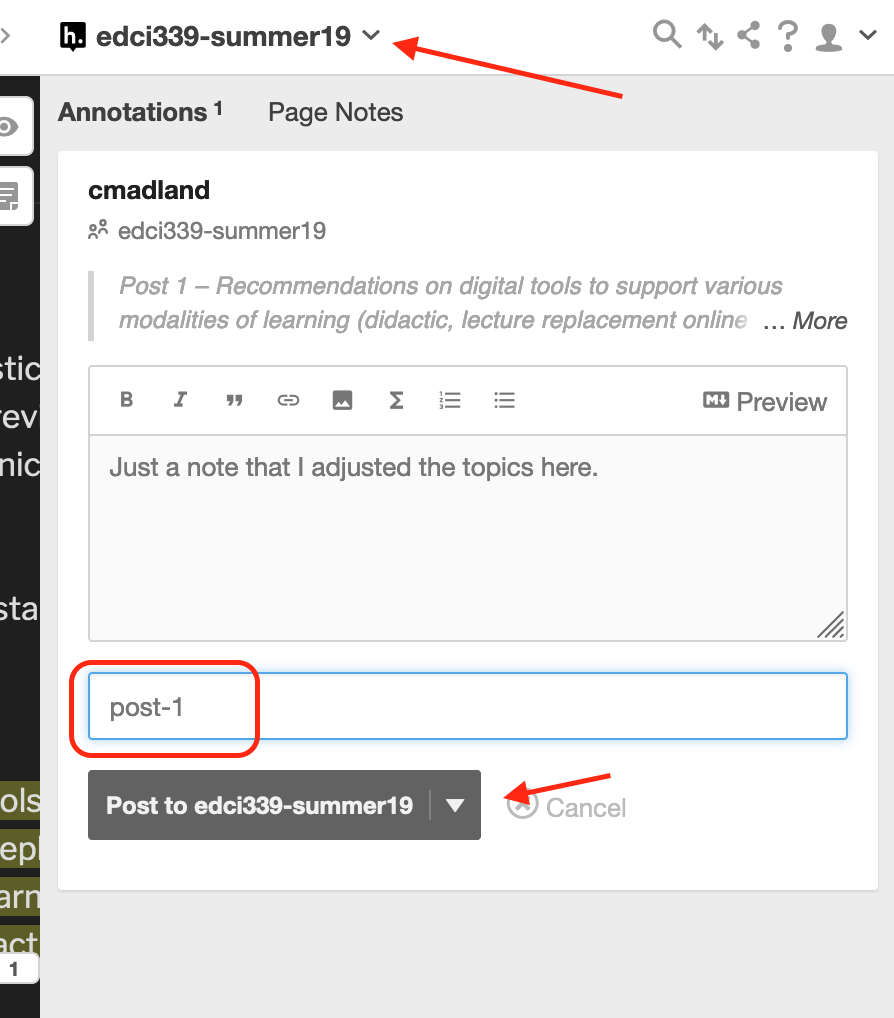 h. edci339-summer19
Annotations 1 Page Notes
cmadland
edci339-summer19
Post 1 – Recommendations on digital tools to support various
modalities of learning (didactic, lecture replacement online ... More
B I " Σ Preview
Just a note that I adjusted the topics here.
post-1
Post to edci339-summer19 Cancel
stic
rev
nic
sta
ols
epl
arn
act
1